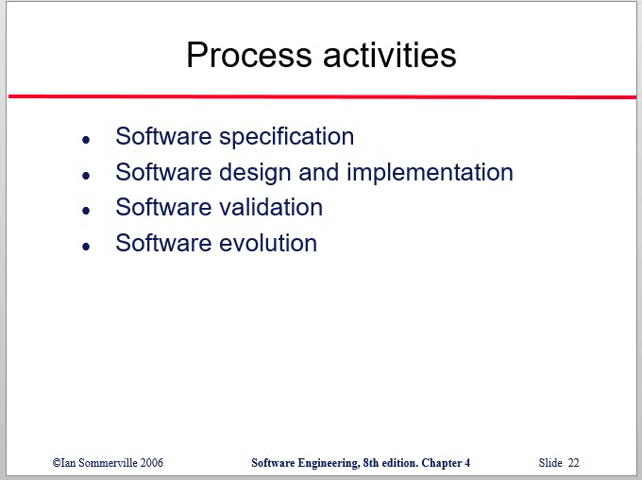 Process activities
● Software specification
● Software design and implementation
● Software validation
● Software evolution
©Ian Sommerville 2006 Software Engineering, 8th edition. Chapter 4 Slide 22